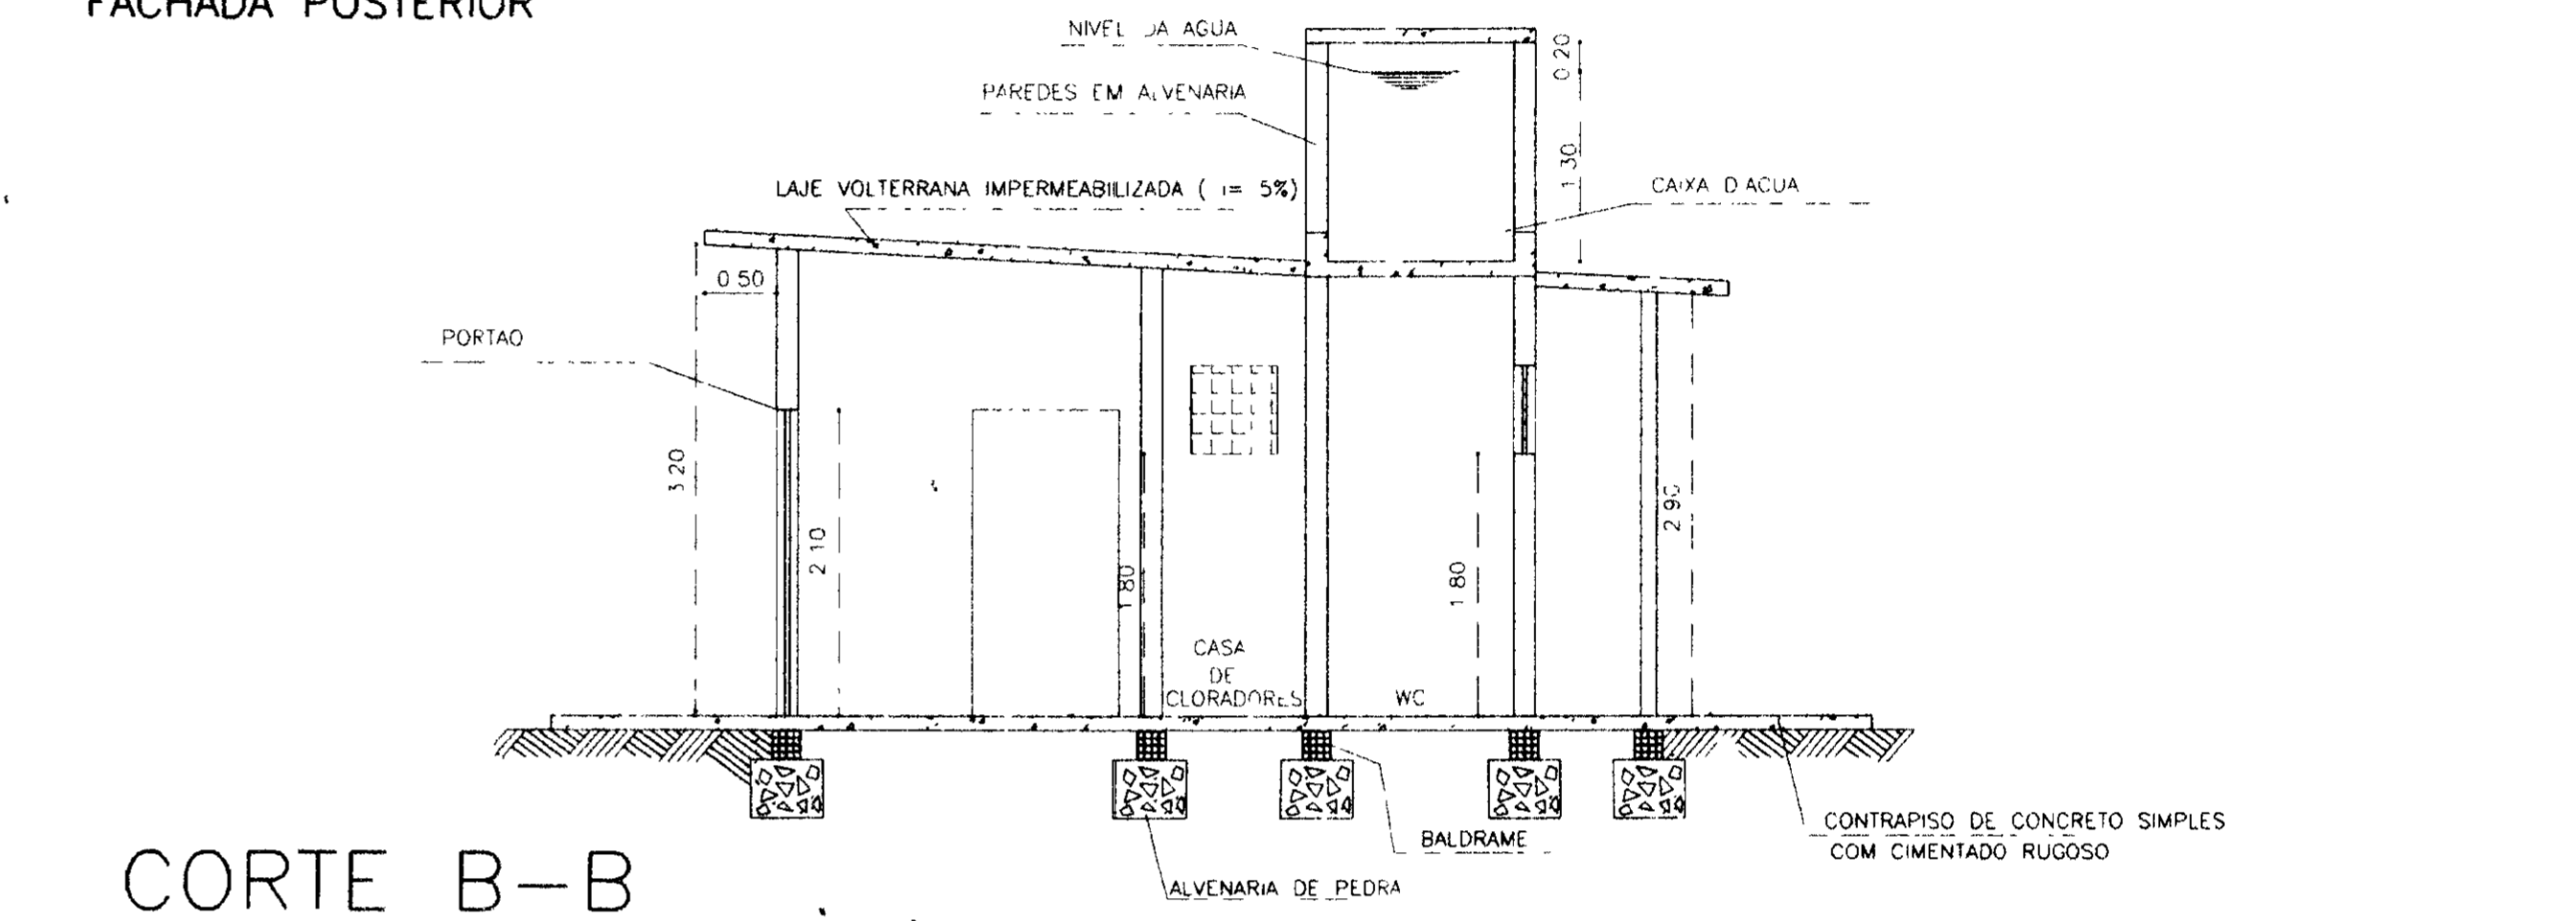 FACHADA POSTERIOR
NIVEL DA AGUA
PAREDES EM ALVENARIA
LAJE VOLTERRANA IMPERMEABIILIZADA ( i= 5%)
0 20
1 30
CAIXA D AGUA
0 50
PORTAO
3 20
2 10
1 80
1 80
2 90
CASA
DE
CLORADORES
WC
CONTRAPISO DE CONCRETO SIMPLES
COM CIMENTADO RUGOSO
BALDRAME
ALVENARIA DE PEDRA
CORTE B-B